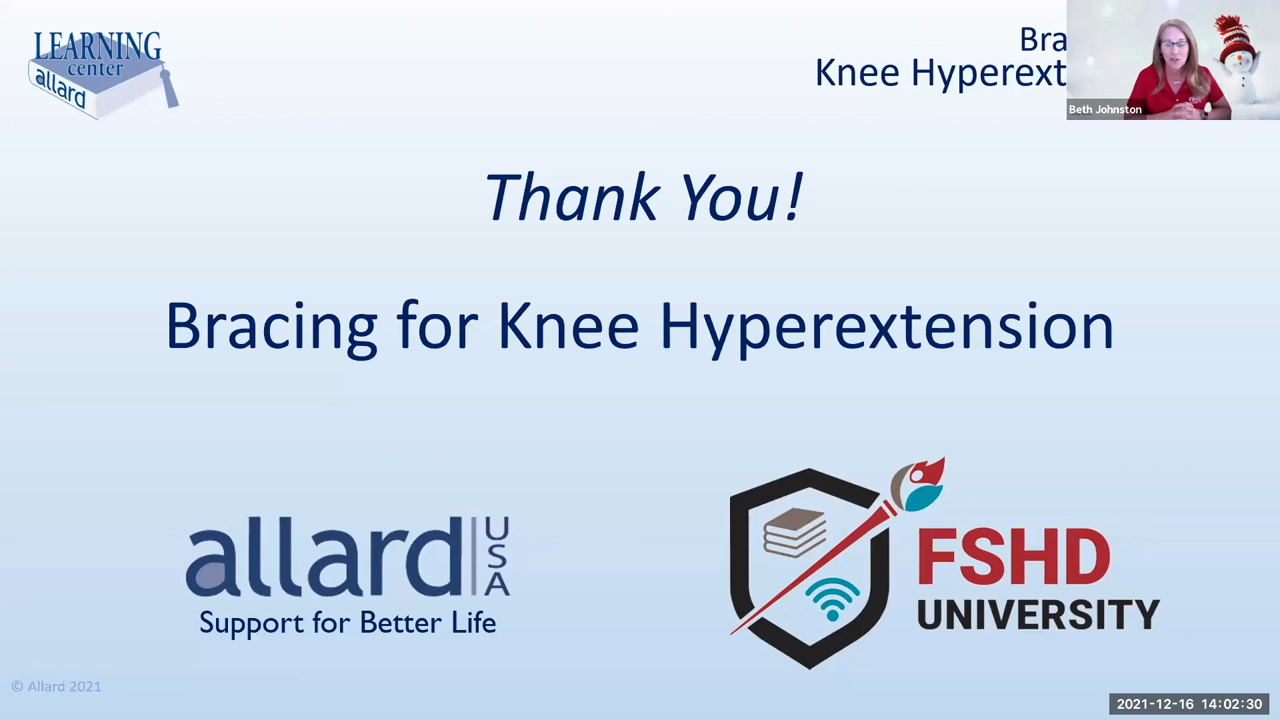 LEARNING
center
allard
Bra
Knee Hyperext
Beth Johnston
Thank You!
Bracing for Knee Hyperextension
allard USA
Support for Better Life
FSHD
UNIVERSITY
© Allard 2021
2021-12-16 14:02:30